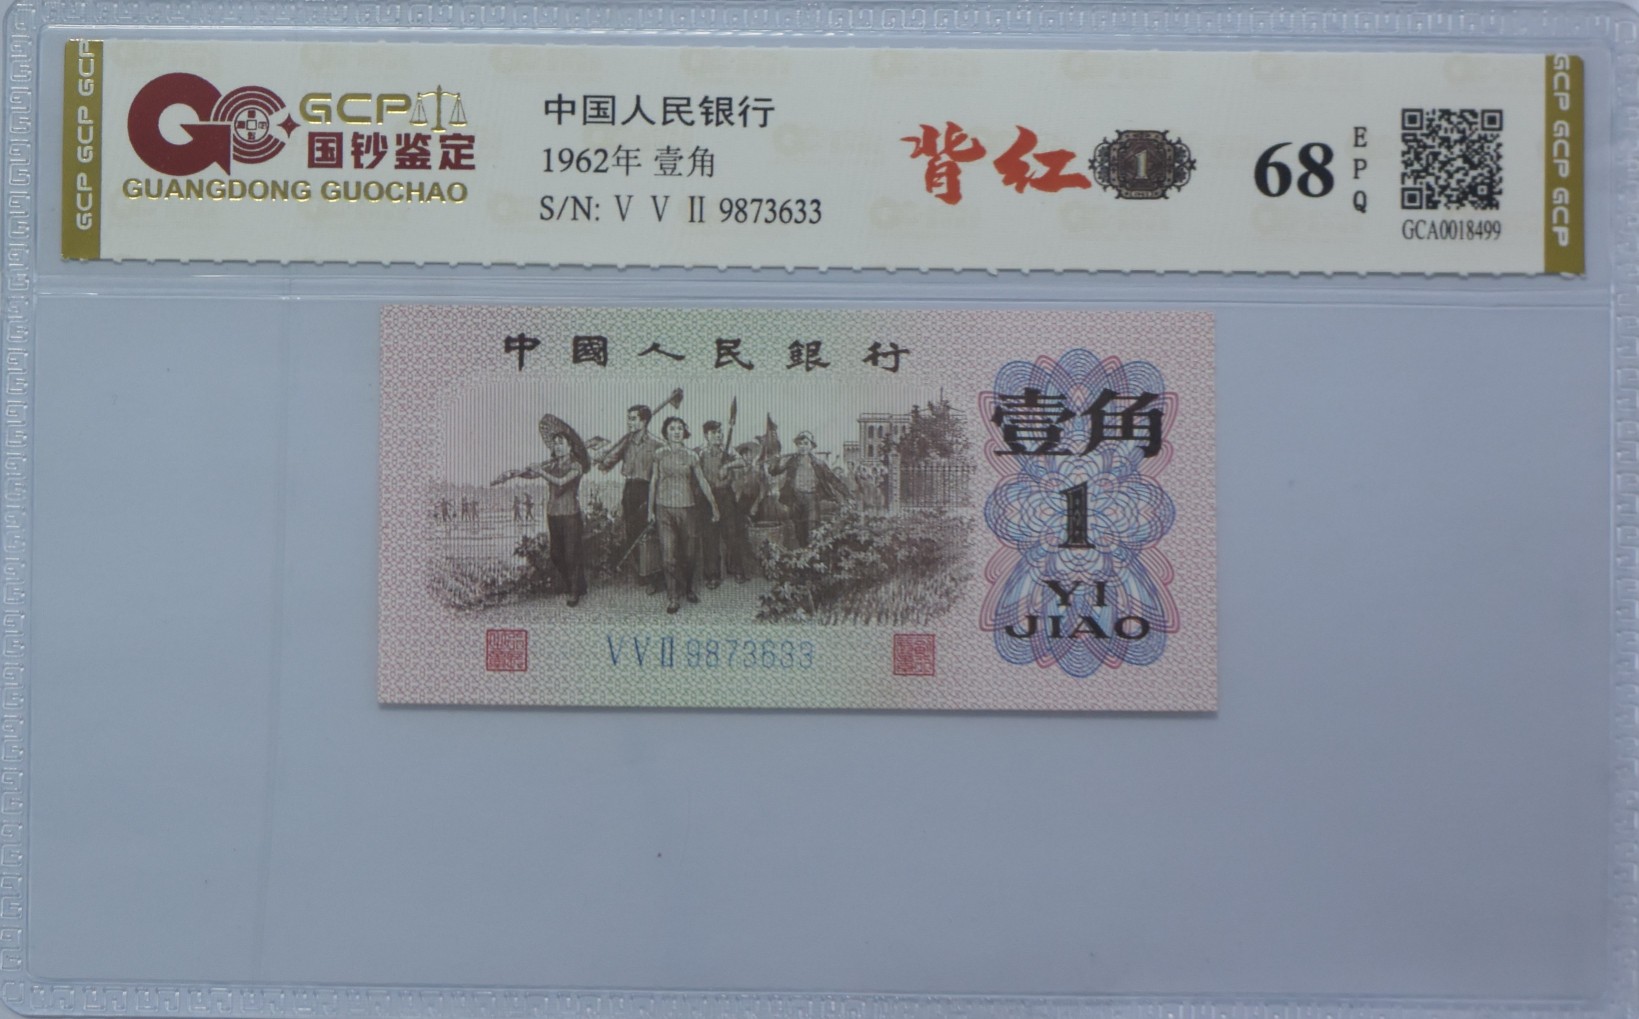 GCP GCP GCP
GCP
国钞鉴定
GUANGDONG GUOCHAO
中国人民银行
1962年 壹角
S/N: V V II 9873633
背红
1
68
EPQ
GCA0018499
GCP GCP GCP
中國人民銀行
壹角
1
YI
JIAO
V V II 9873633